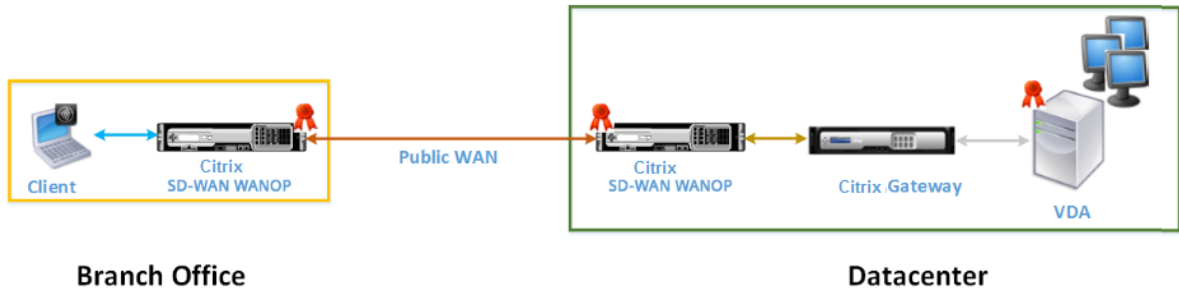 Client
Citrix
SD-WAN WANOP
Public WAN
Citrix
SD-WAN WANOP
Citrix Gateway
VDA
Branch Office
Datacenter